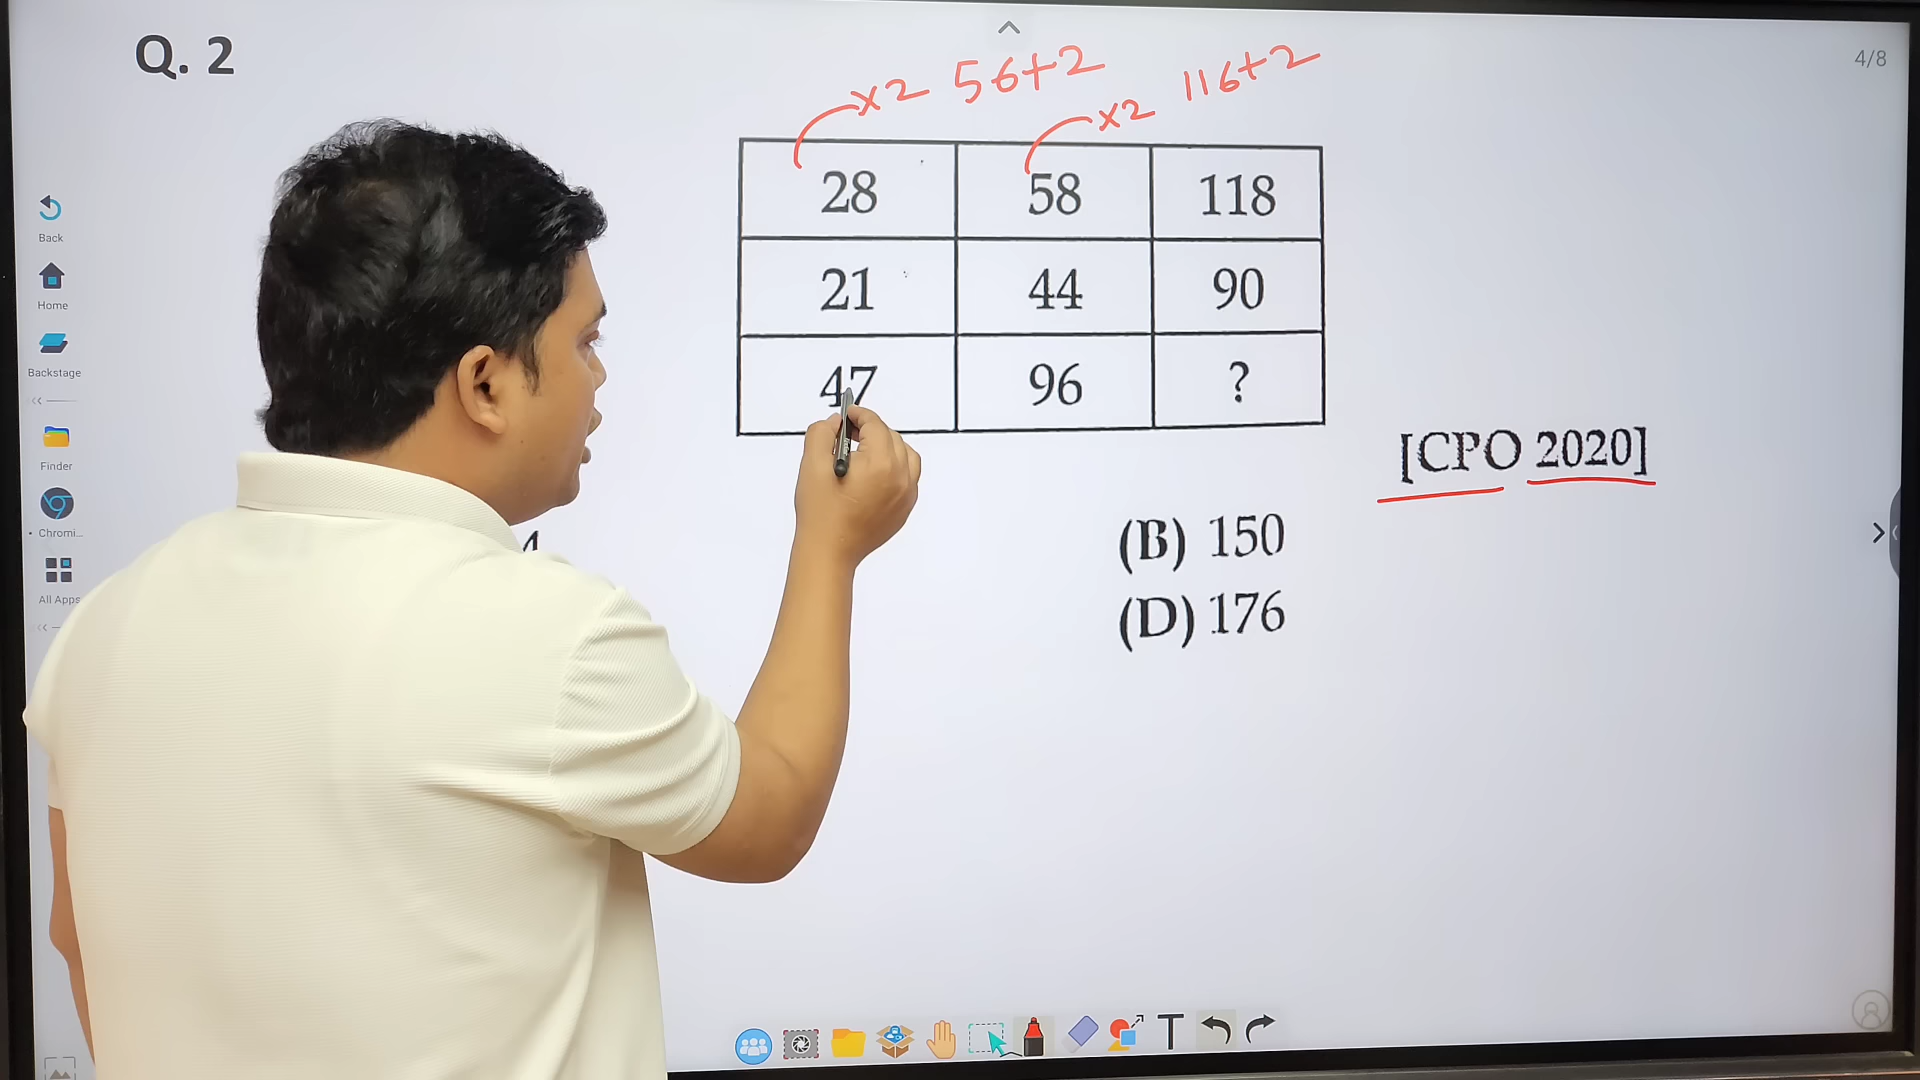 Q. 2
4/8
×2 56+2
×2 116+2
28 58 118
21 44 90
47 96 ?
[CPO 2020]
4
(B) 150
(D) 176
Back
Home
Backstage
Finder
Chromi...
All Apps
T